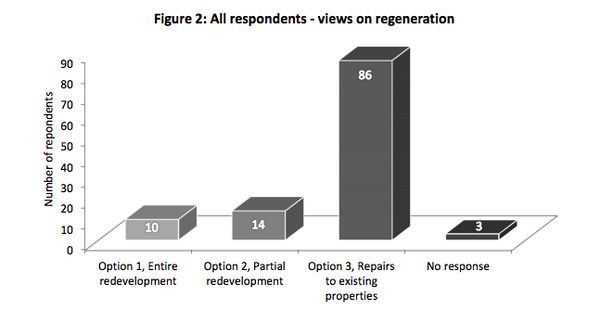 Figure 2: All respondents - views on regeneration
Number of repondents
90
80
70
60
50
40
30
20
10
0
10
14
86
3
Option 1, Entire
redevelopment
Option 2, Partial
redevelopment
Option 3, Repairs
to existing
properties
No response